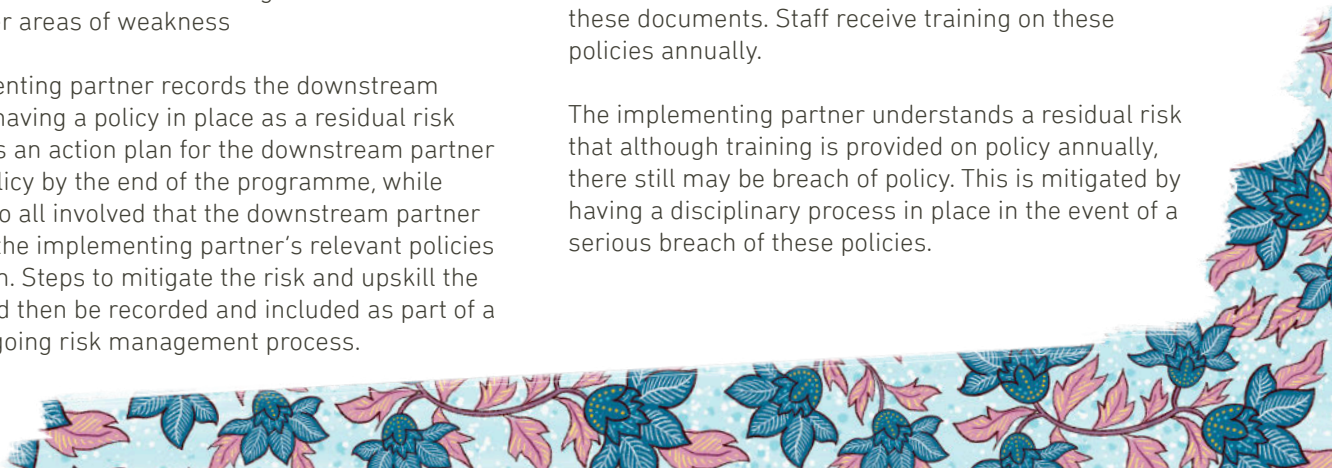 er areas of weakness
enting partner records the downstream
having a policy in place as a residual risk
s an action plan for the downstream partner
licy by the end of the programme, while
o all involved that the downstream partner
the implementing partner's relevant policies
n. Steps to mitigate the risk and upskill the
d then be recorded and included as part of a
going risk management process.
these documents. Staff receive training on these
policies annually.
The implementing partner understands a residual risk
that although training is provided on policy annually,
there still may be breach of policy. This is mitigated by
having a disciplinary process in place in the event of a
serious breach of these policies.